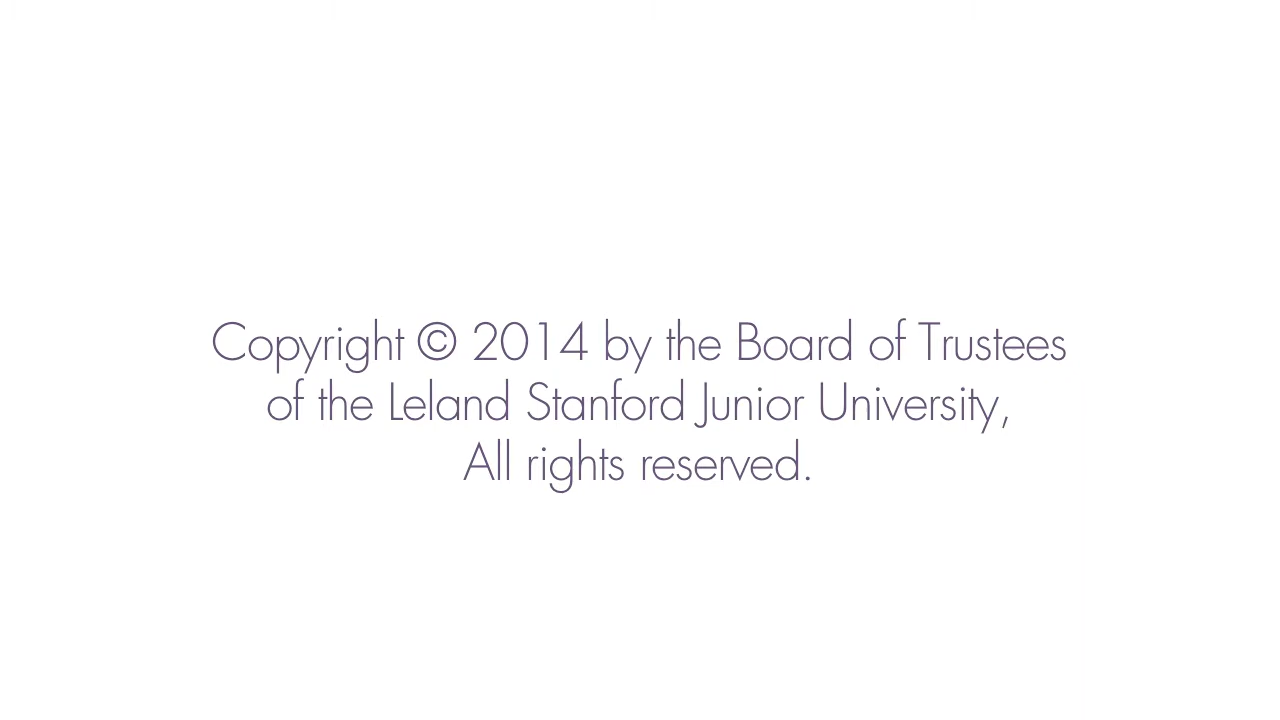 Copyright © 2014 by the Board of Trustees
of the Leland Stanford Junior University,
All rights reserved.